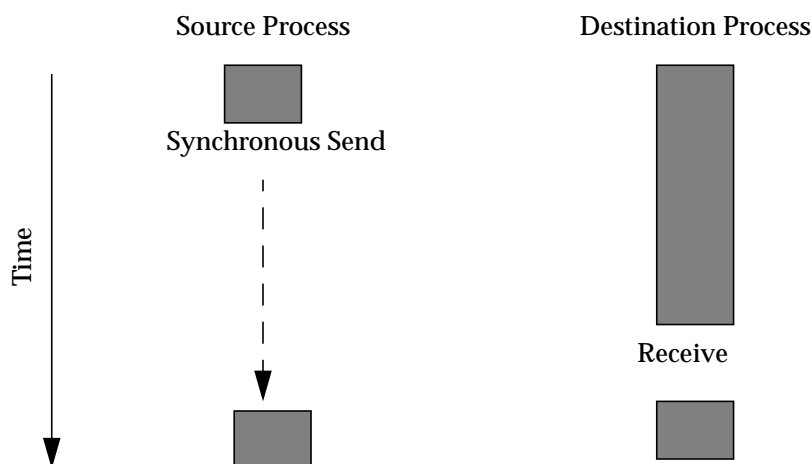 Source Process
Destination Process
Synchronous Send
Time
Receive